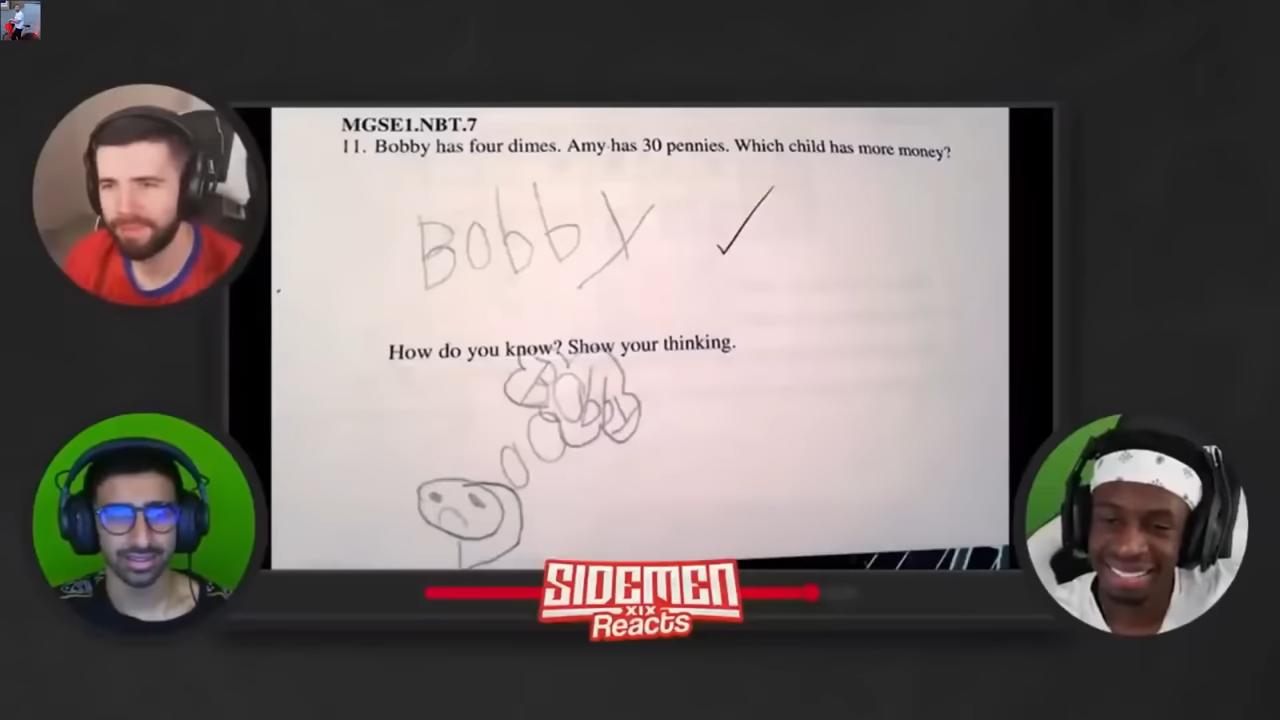 MGSE1.NBT.7
11. Bobby has four dimes. Amy has 30 pennies. Which child has more money?
Bobby
How do you know? Show your thinking.
Bobby
SIDEMEN
XIX
Reacts